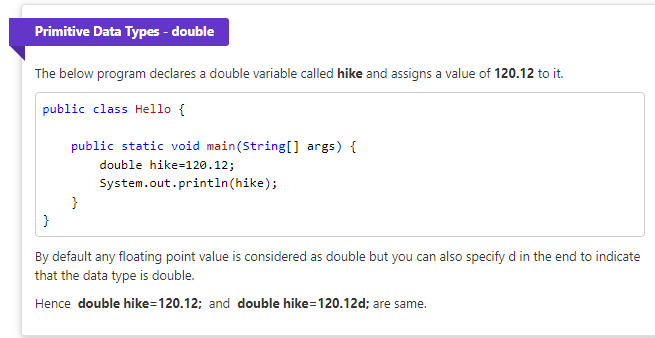 Primitive Data Types - double
The below program declares a double variable called hike and assigns a value of 120.12 to it.
public class Hello {
public static void main(String[] args) {
double hike=120.12;
System.out.println(hike);
}
}
By default any floating point value is considered as double but you can also specify d in the end to indicate
that the data type is double.
Hence double hike=120.12; and double hike=120.12d; are same.